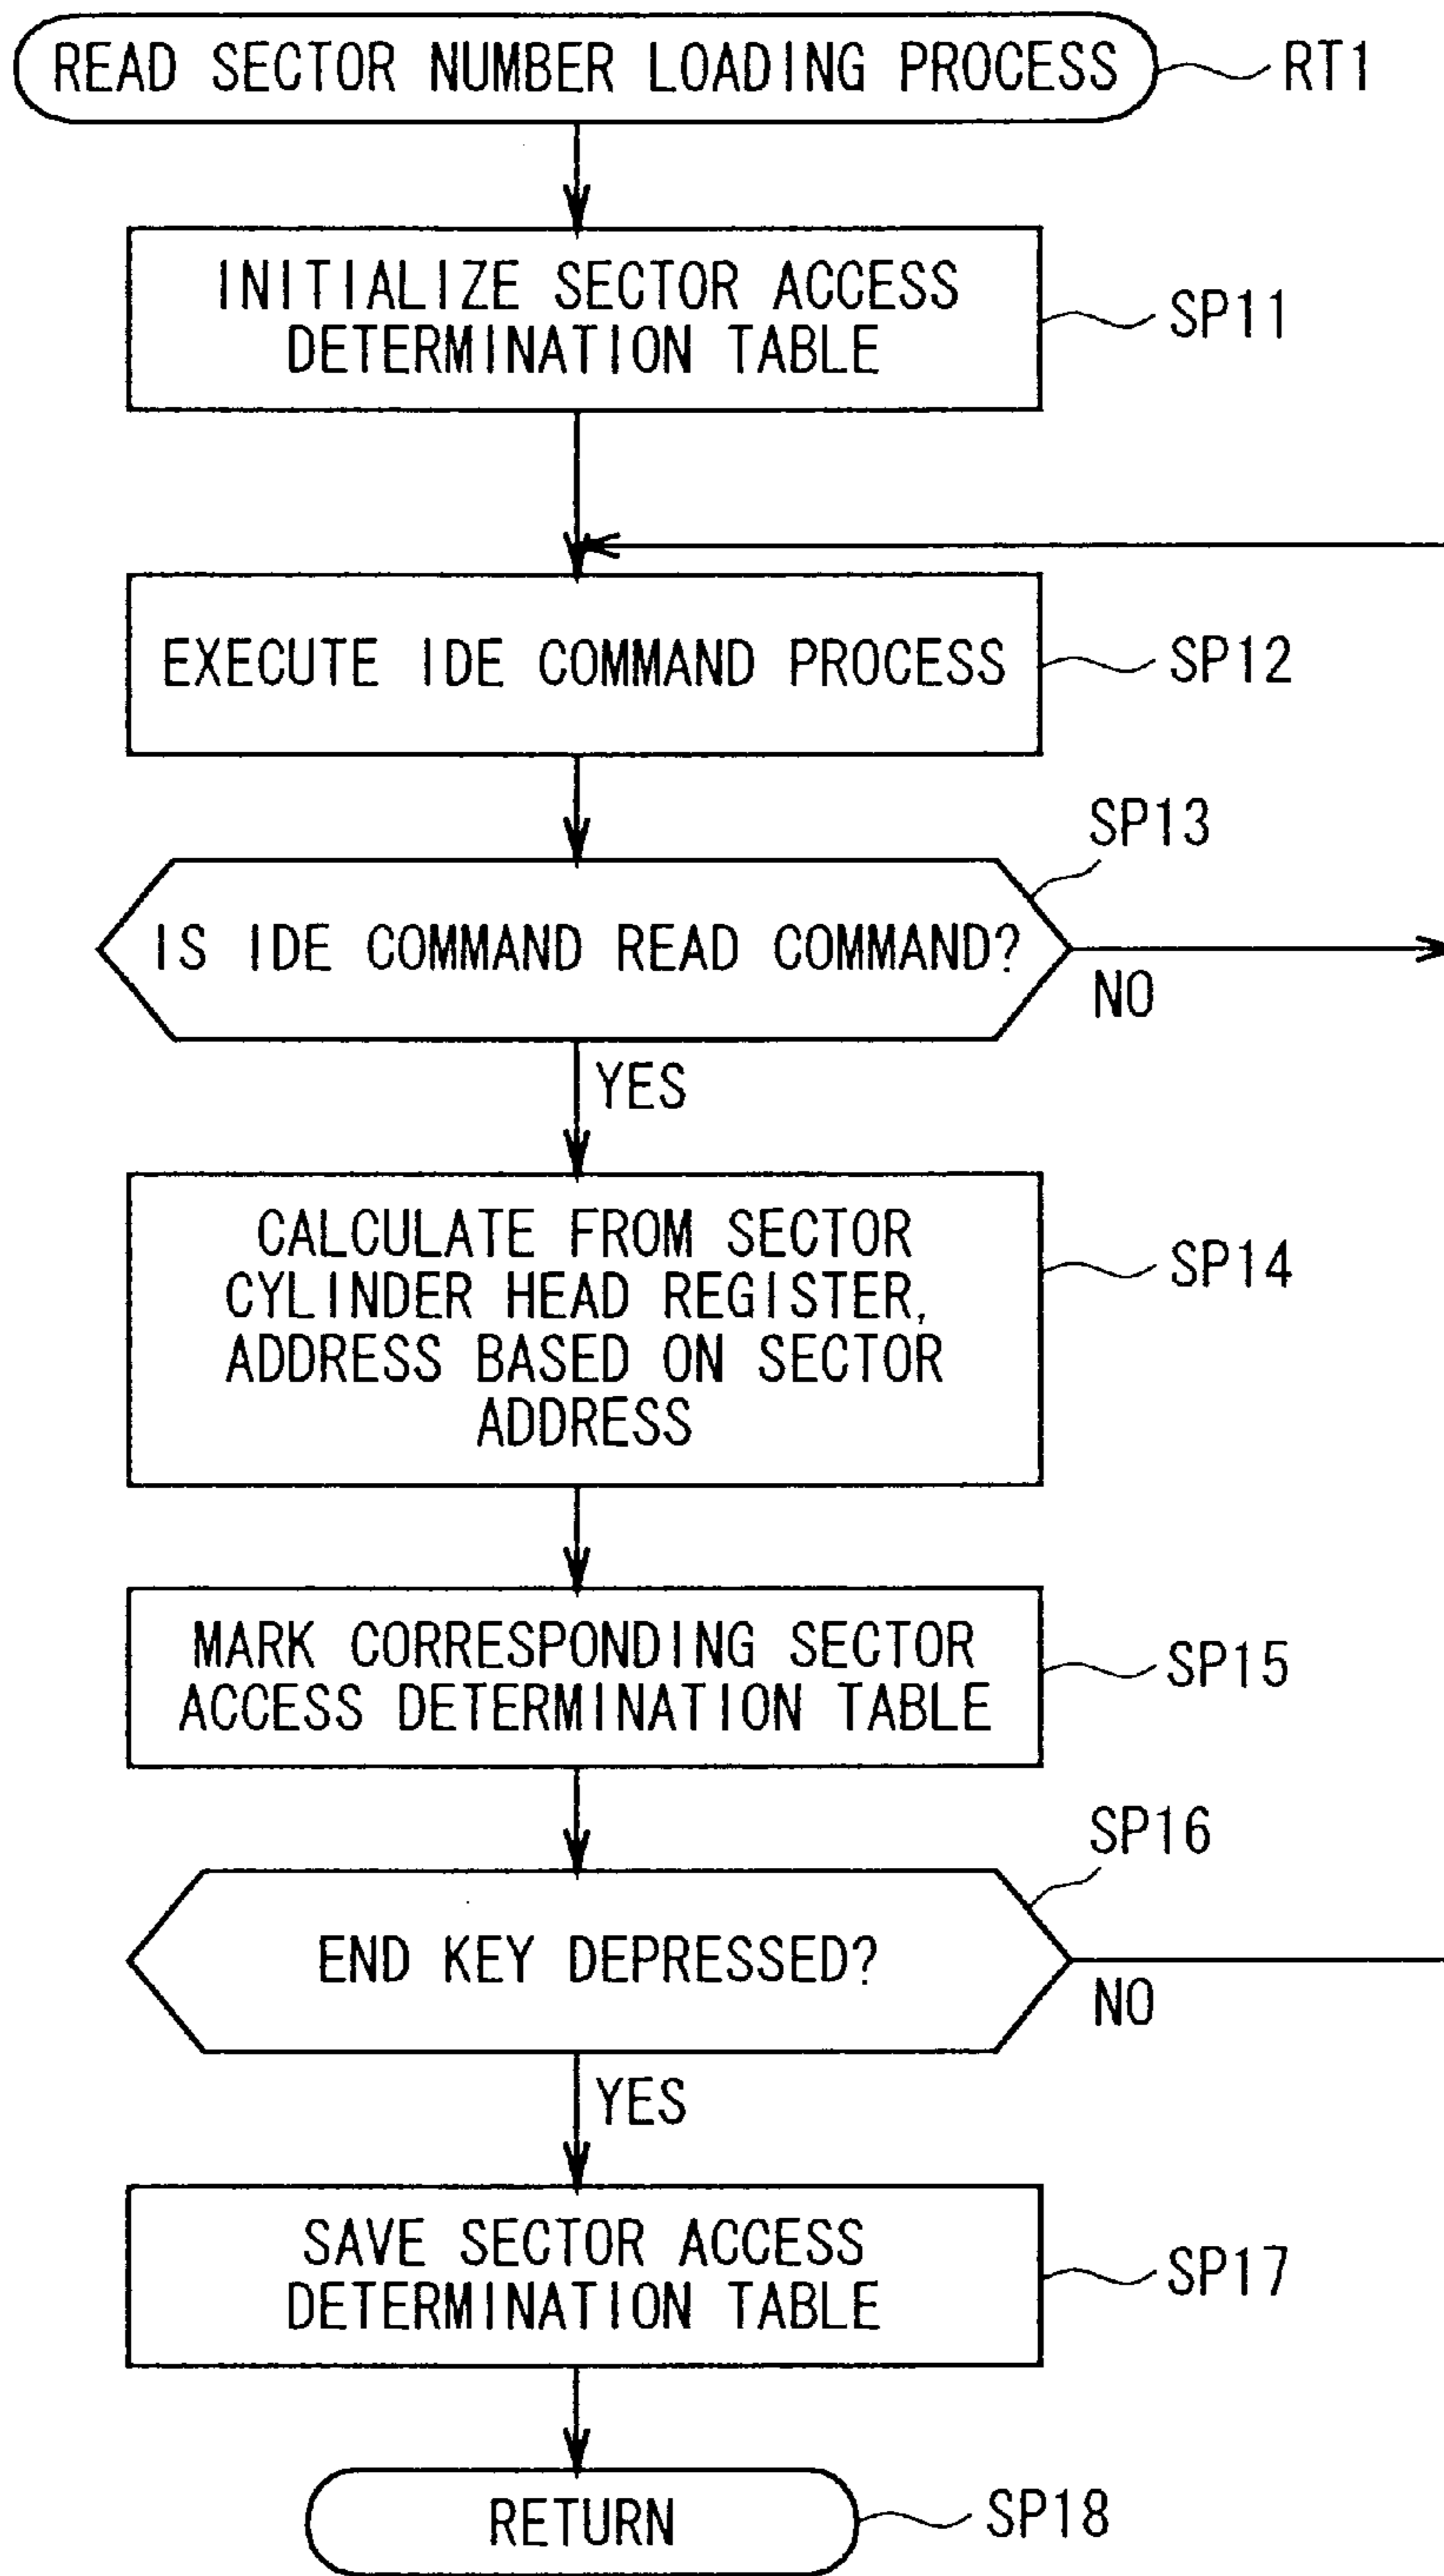 READ SECTOR NUMBER LOADING PROCESS
RT1
INITIALIZE SECTOR ACCESS
DETERMINATION TABLE
SP11
EXECUTE IDE COMMAND PROCESS
SP12
SP13
IS IDE COMMAND READ COMMAND?
NO
YES
CALCULATE FROM SECTOR
CYLINDER HEAD REGISTER,
ADDRESS BASED ON SECTOR
ADDRESS
SP14
MARK CORRESPONDING SECTOR
ACCESS DETERMINATION TABLE
SP15
SP16
END KEY DEPRESSED?
NO
YES
SAVE SECTOR ACCESS
DETERMINATION TABLE
SP17
RETURN
SP18